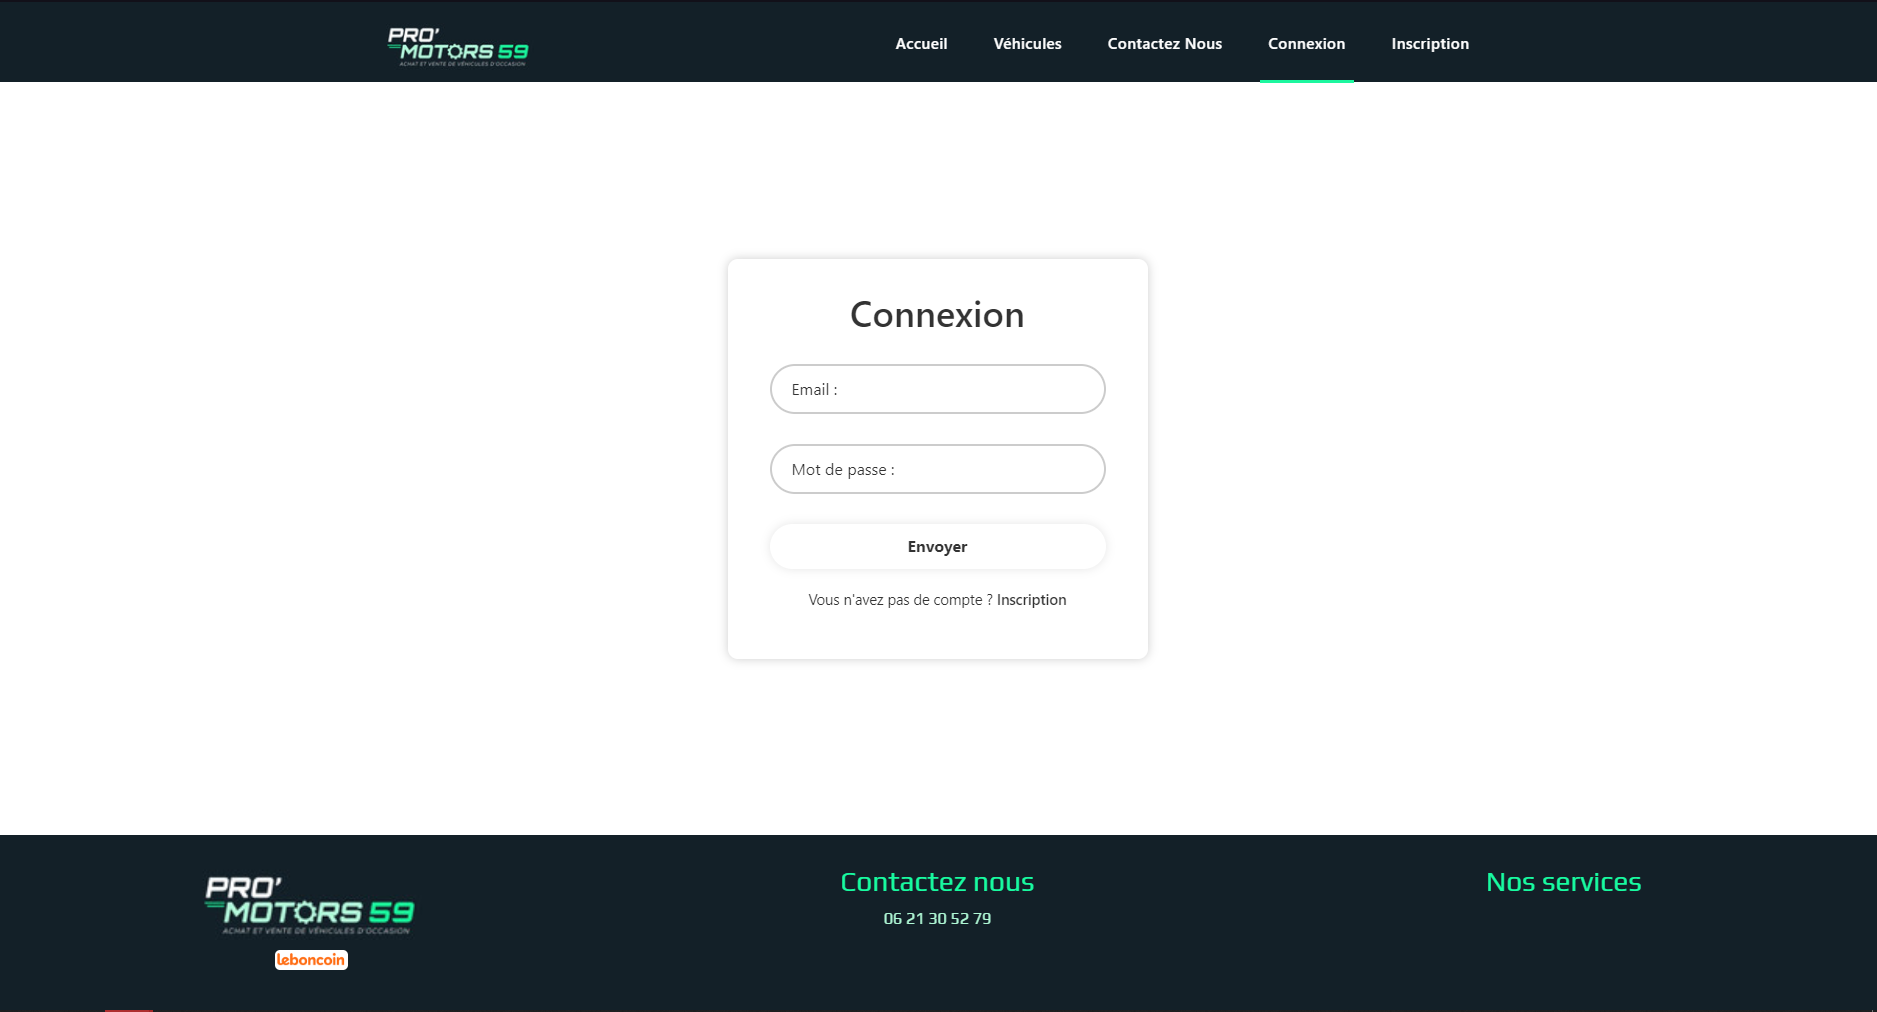 PRO'
MOTORS 59
ACHAT ET VENTE DE VÉHICULES D'OCCASION
Accueil
Véhicules
Contactez Nous
Connexion
Inscription
Connexion
Email :
Mot de passe :
Envoyer
Vous n'avez pas de compte ? Inscription
PRO'
MOTORS 59
ACHAT ET VENTE DE VÉHICULES D'OCCASION
leboncoin
Contactez nous
06 21 30 52 79
Nos services